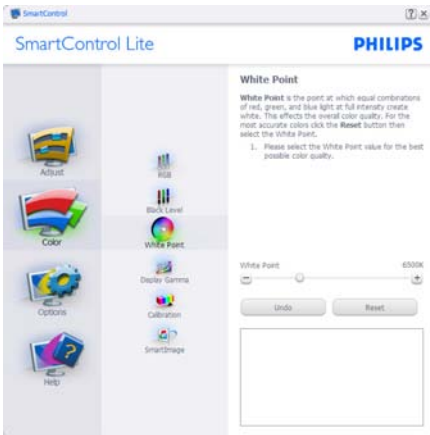 SmartControl
SmartControl Lite
PHILIPS
Adjust
Color
Options
Help
RGB
Black Level
White Point
Display Gamma
Calibration
SmartImage
White Point
White Point is the point at which equal combinations
of red, green, and blue light at full intensity create
white. This effects the overall color quality. For the
most accurate colors click the Reset button then
select the White Point.
1. Please select the White Point value for the best
possible color quality.
White Point 6500K
Undo Reset